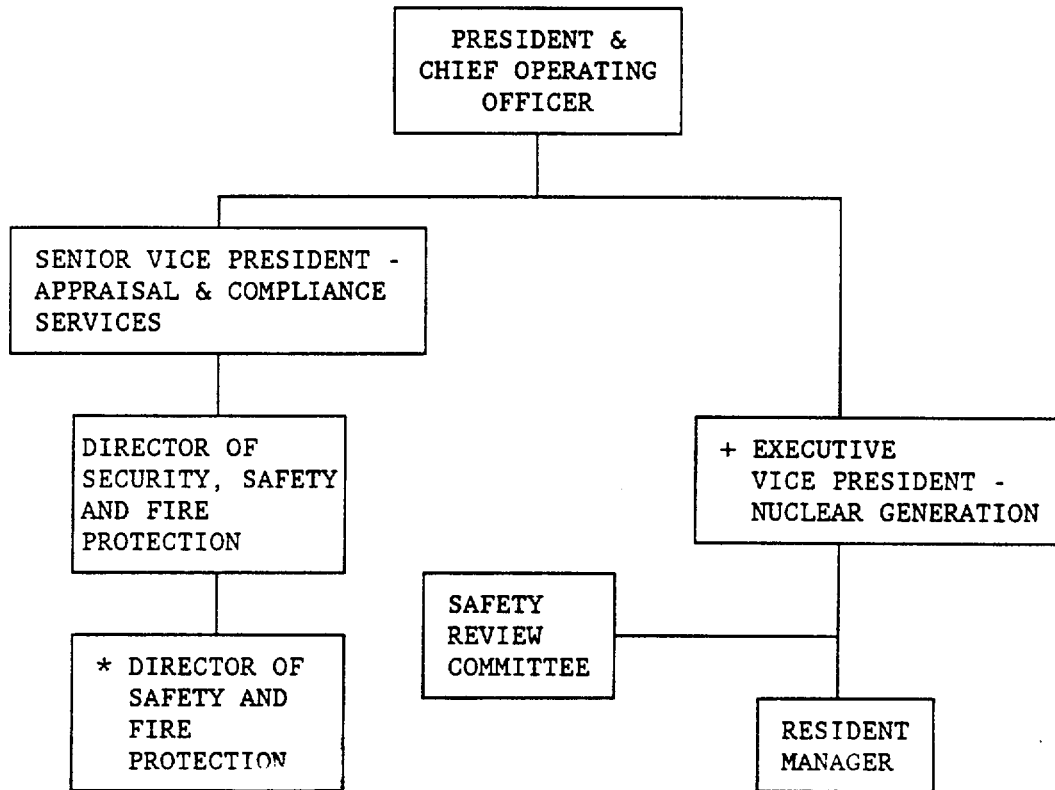 PRESIDENT &
CHIEF OPERATING
OFFICER
SENIOR VICE PRESIDENT -
APPRAISAL & COMPLIANCE
SERVICES
DIRECTOR OF
SECURITY, SAFETY
AND FIRE
PROTECTION
+ EXECUTIVE
VICE PRESIDENT -
NUCLEAR GENERATION
SAFETY
REVIEW
COMMITTEE
* DIRECTOR OF
SAFETY AND
FIRE
PROTECTION
RESIDENT
MANAGER